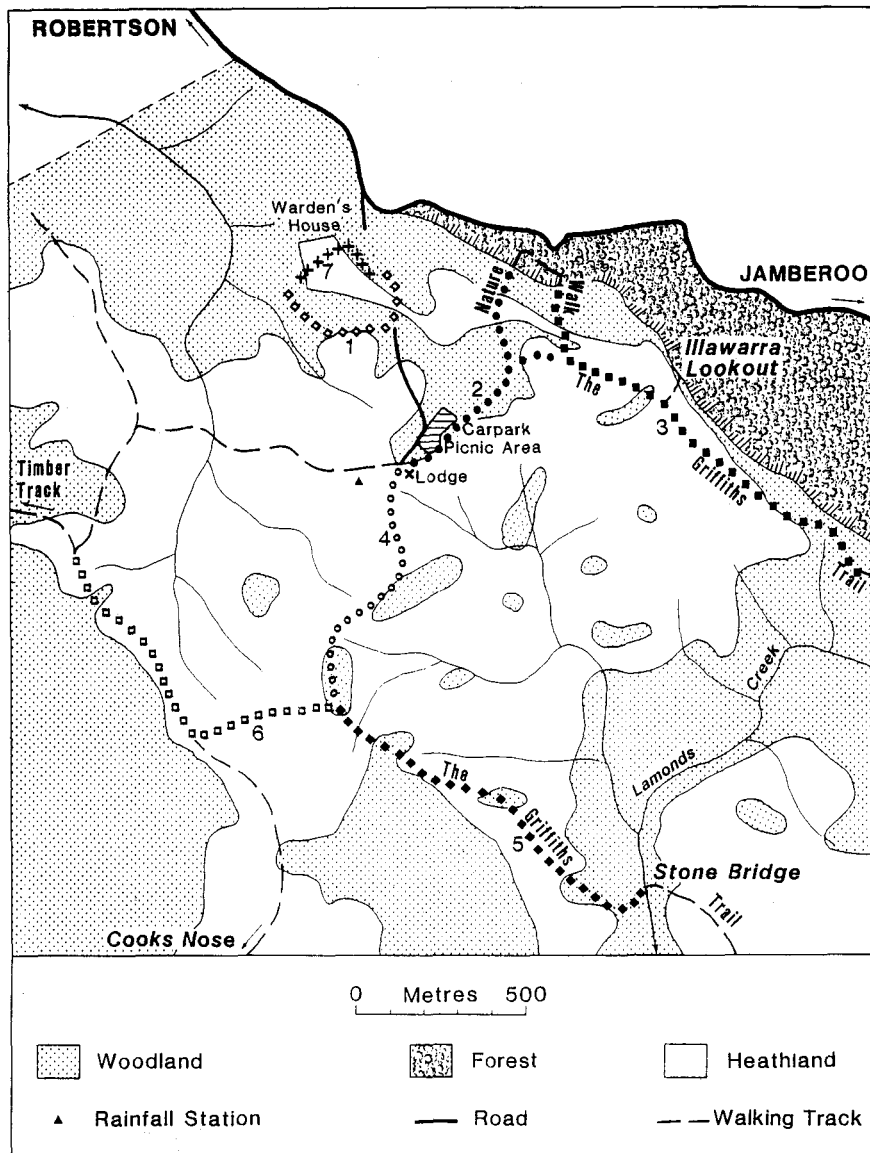 ROBERTSON
Warden's
House
7
Nature
Walk
JAMBEROO
1
2
Illawarra
Lookout
The
3
Carpark
Picnic Area
Griffiths
Timber
Track
Lodge
4
Trail
Creek
6
The
Lamonds
Griffiths
5
Stone Bridge
Trail
Cooks Nose
0 Metres 500
Woodland Forest Heathland
Rainfall Station Road Walking Track